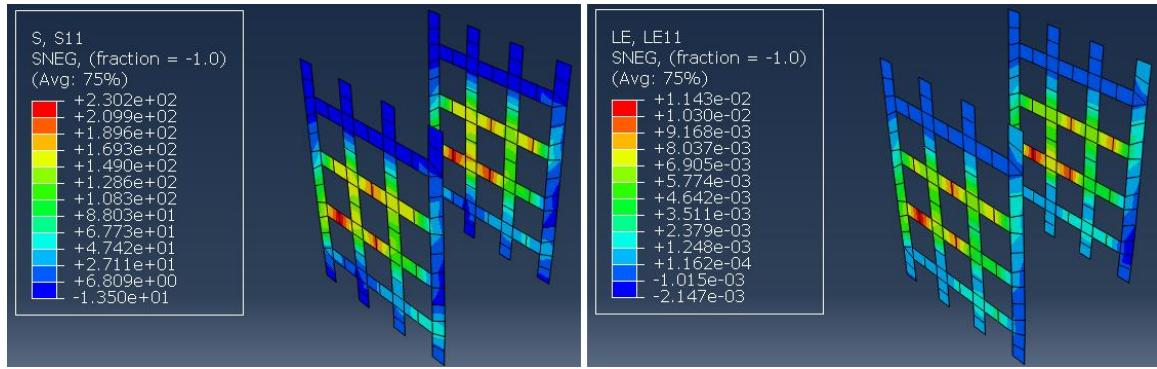 S, S11
SNEG, (fraction = -1.0)
(Avg: 75%)
+2.302e+02
+2.099e+02
+1.896e+02
+1.693e+02
+1.490e+02
+1.286e+02
+1.083e+02
+8.803e+01
+6.773e+01
+4.742e+01
+2.711e+01
+6.809e+00
-1.350e+01
LE, LE11
SNEG, (fraction = -1.0)
(Avg: 75%)
+1.143e-02
+1.030e-02
+9.168e-03
+8.037e-03
+6.905e-03
+5.774e-03
+4.642e-03
+3.511e-03
+2.379e-03
+1.248e-03
+1.162e-04
-1.015e-03
-2.147e-03